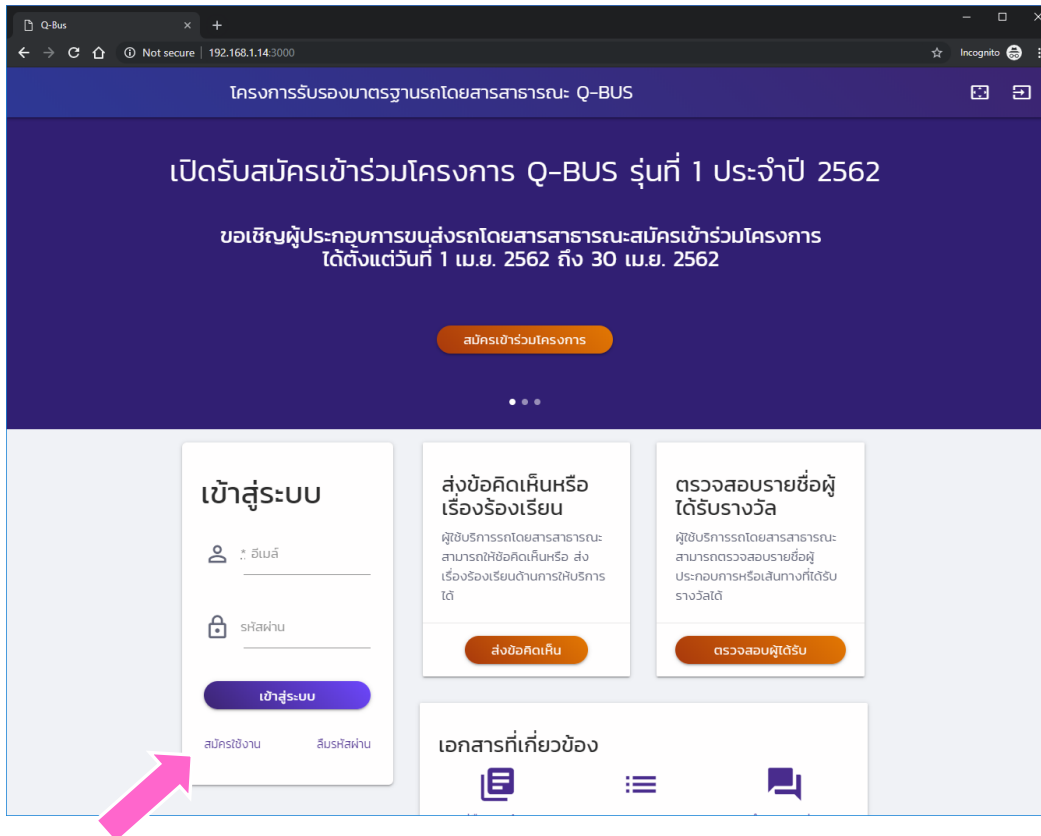 Q-Bus
Not secure | 192.168.1.14:3000
Incognito
โครงการรับรองมาตรฐานรถโดยสารสาธารณะ Q-BUS
เปิดรับสมัครเข้าร่วมโครงการ Q-BUS รุ่นที่ 1 ประจำปี 2562
ขอเชิญผู้ประกอบการขนส่งรถโดยสารสาธารณะสมัครเข้าร่วมโครงการ
ได้ตั้งแต่วันที่ 1 เม.ย. 2562 ถึง 30 เม.ย. 2562
สมัครเข้าร่วมโครงการ
เข้าสู่ระบบ
* อีเมล์
รหัสผ่าน
เข้าสู่ระบบ
สมัครใช้งาน ลืมรหัสผ่าน
ส่งข้อคิดเห็นหรือ
เรื่องร้องเรียน
ผู้ใช้บริการรถโดยสารสาธารณะ
สามารถให้ข้อคิดเห็นหรือ ส่ง
เรื่องร้องเรียนด้านการให้บริการ
ได้
ส่งข้อคิดเห็น
ตรวจสอบรายชื่อผู้
ได้รับรางวัล
ผู้ใช้บริการรถโดยสารสาธารณะ
สามารถตรวจสอบรายชื่อผู้
ประกอบการหรือเส้นทางที่ได้รับ
รางวัลได้
ตรวจสอบผู้ได้รับ
เอกสารที่เกี่ยวข้อง